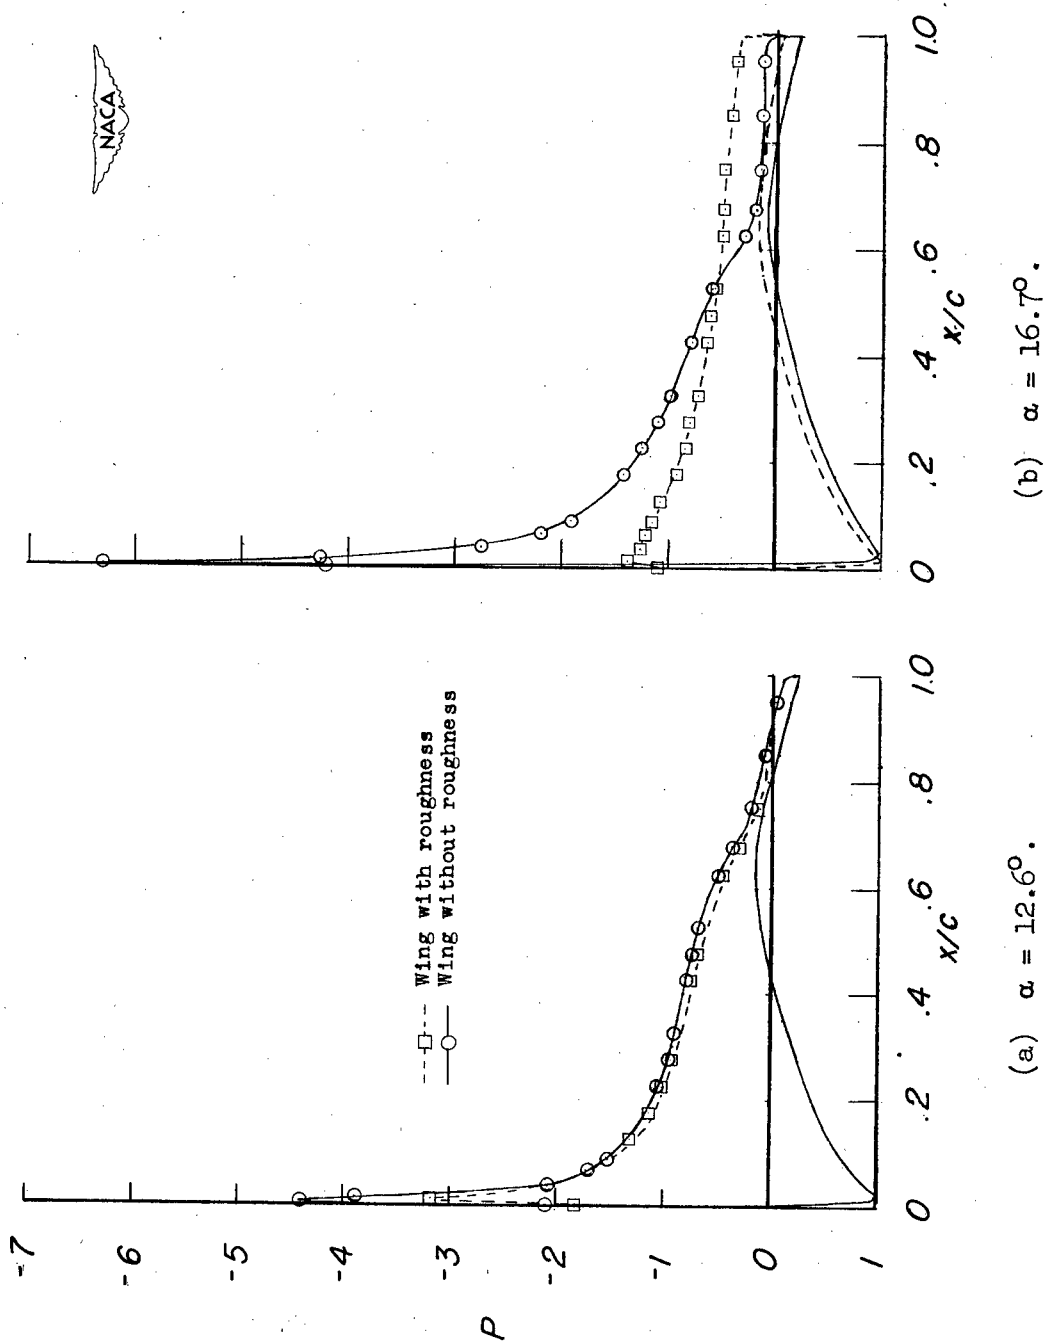 NACA
--□-- Wing with roughness
—○— Wing without roughness
P
-7
-6
-5
-4
-3
-2
-1
0
1
0 .2 .4 .6 .8 1.0
x/c
(a) α = 12.6°.
0 .2 .4 .6 .8 1.0
x/c
(b) α = 16.7°.